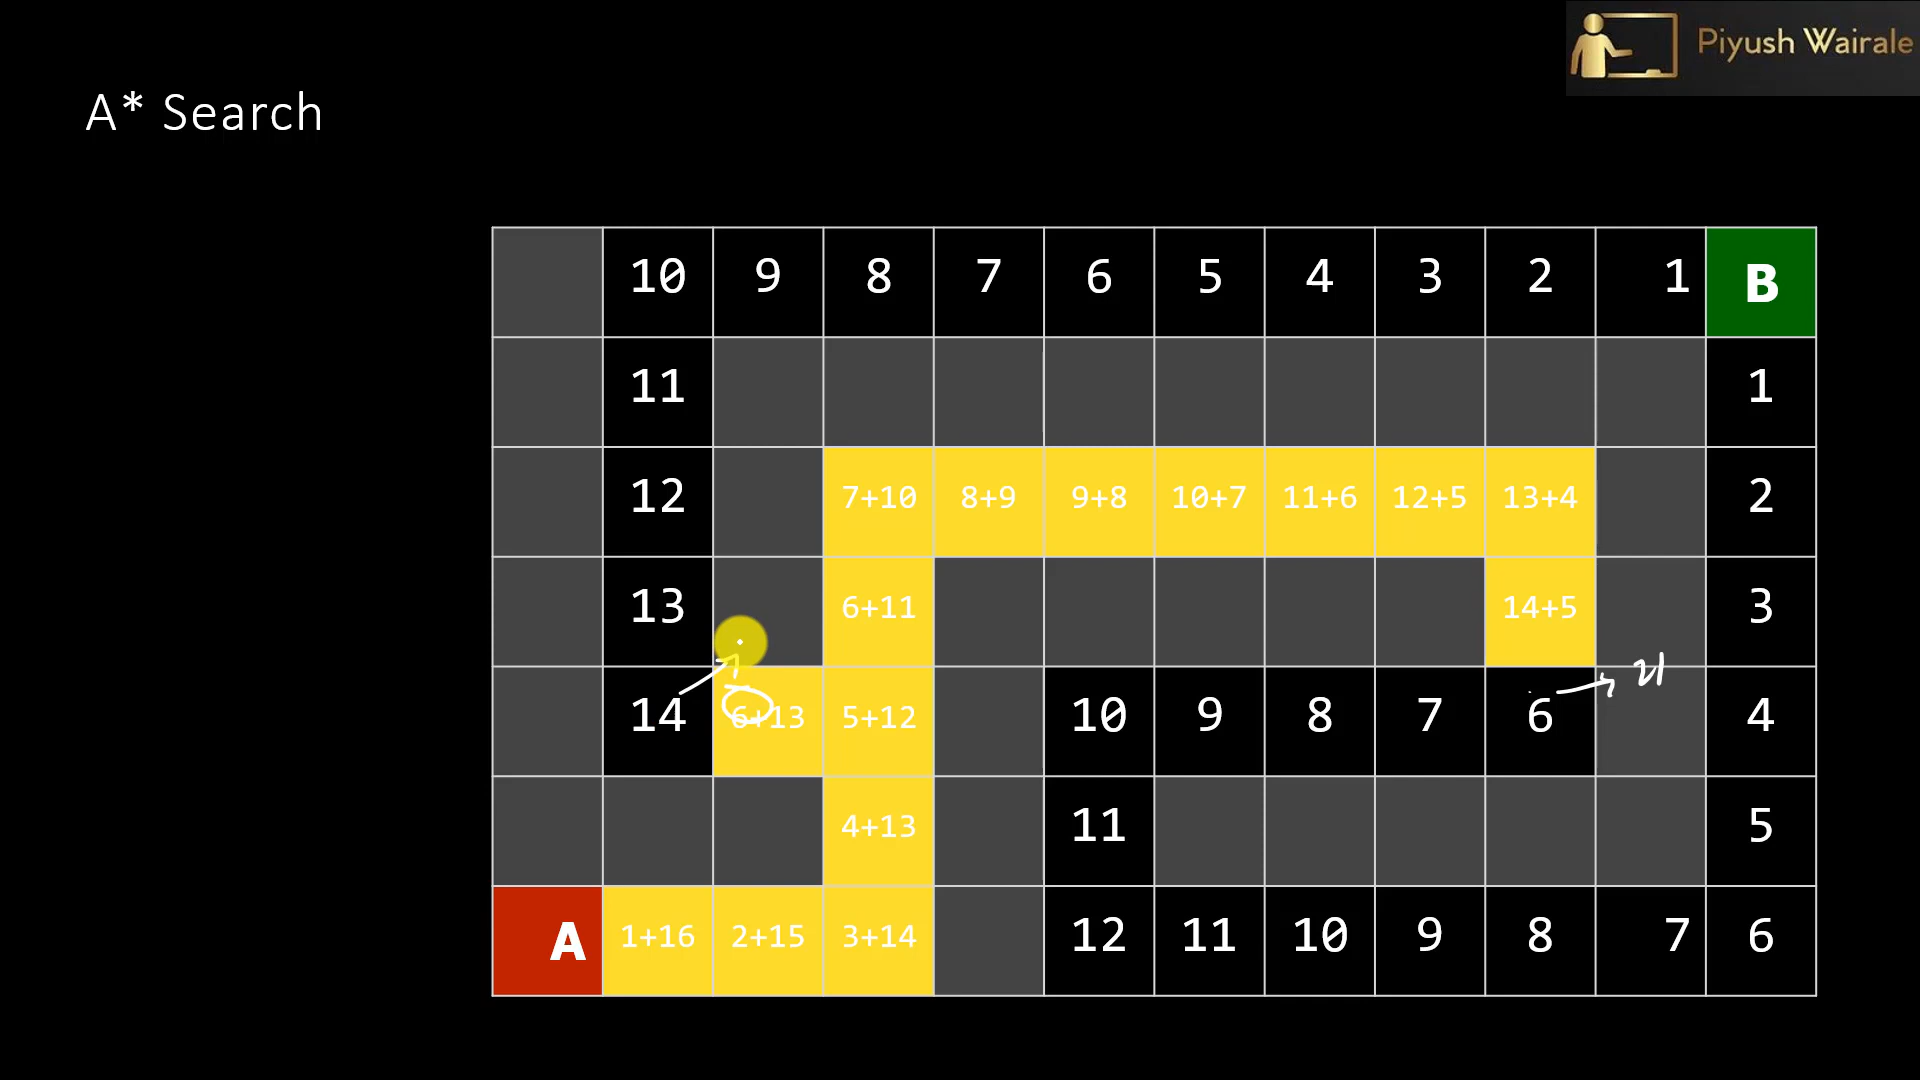 Piyush Wairale
A* Search
10 9 8 7 6 5 4 3 2 1 B
11 1
12 7+10 8+9 9+8 10+7 11+6 12+5 13+4 2
13 6+11 14+5 3
21
14 6+13 5+12 10 9 8 7 6 4
4+13 11 5
A 1+16 2+15 3+14 12 11 10 9 8 7 6